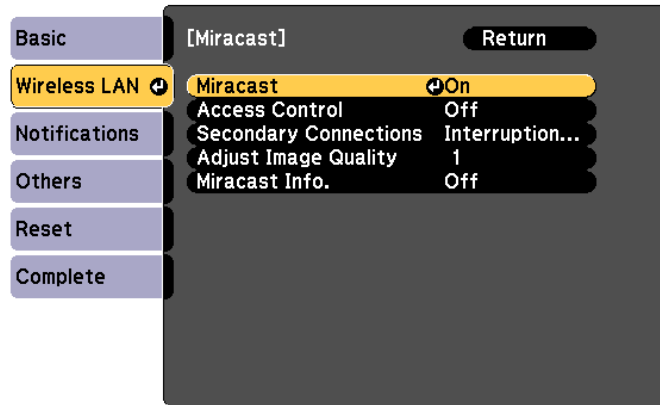 Basic
[Miracast] Return
Wireless LAN
Miracast On
Access Control Off
Notifications
Secondary Connections Interruption...
Adjust Image Quality 1
Others
Miracast Info. Off
Reset
Complete